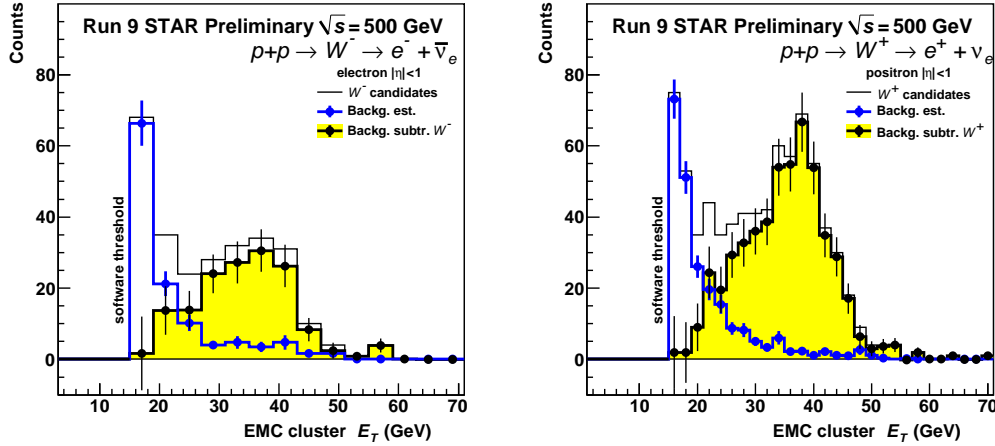 Run 9 STAR Preliminary √s = 500 GeV
p+p → W⁻ → e⁻ + ν̄ₑ
electron |η|<1
W⁻ candidates
Backg. est.
Backg. subtr. W⁻
Counts
80
60
40
20
0
software threshold
10 20 30 40 50 60 70
EMC cluster E_T (GeV)
Run 9 STAR Preliminary √s = 500 GeV
p+p → W⁺ → e⁺ + νₑ
positron |η|<1
W⁺ candidates
Backg. est.
Backg. subtr. W⁺
Counts
80
60
40
20
0
software threshold
10 20 30 40 50 60 70
EMC cluster E_T (GeV)